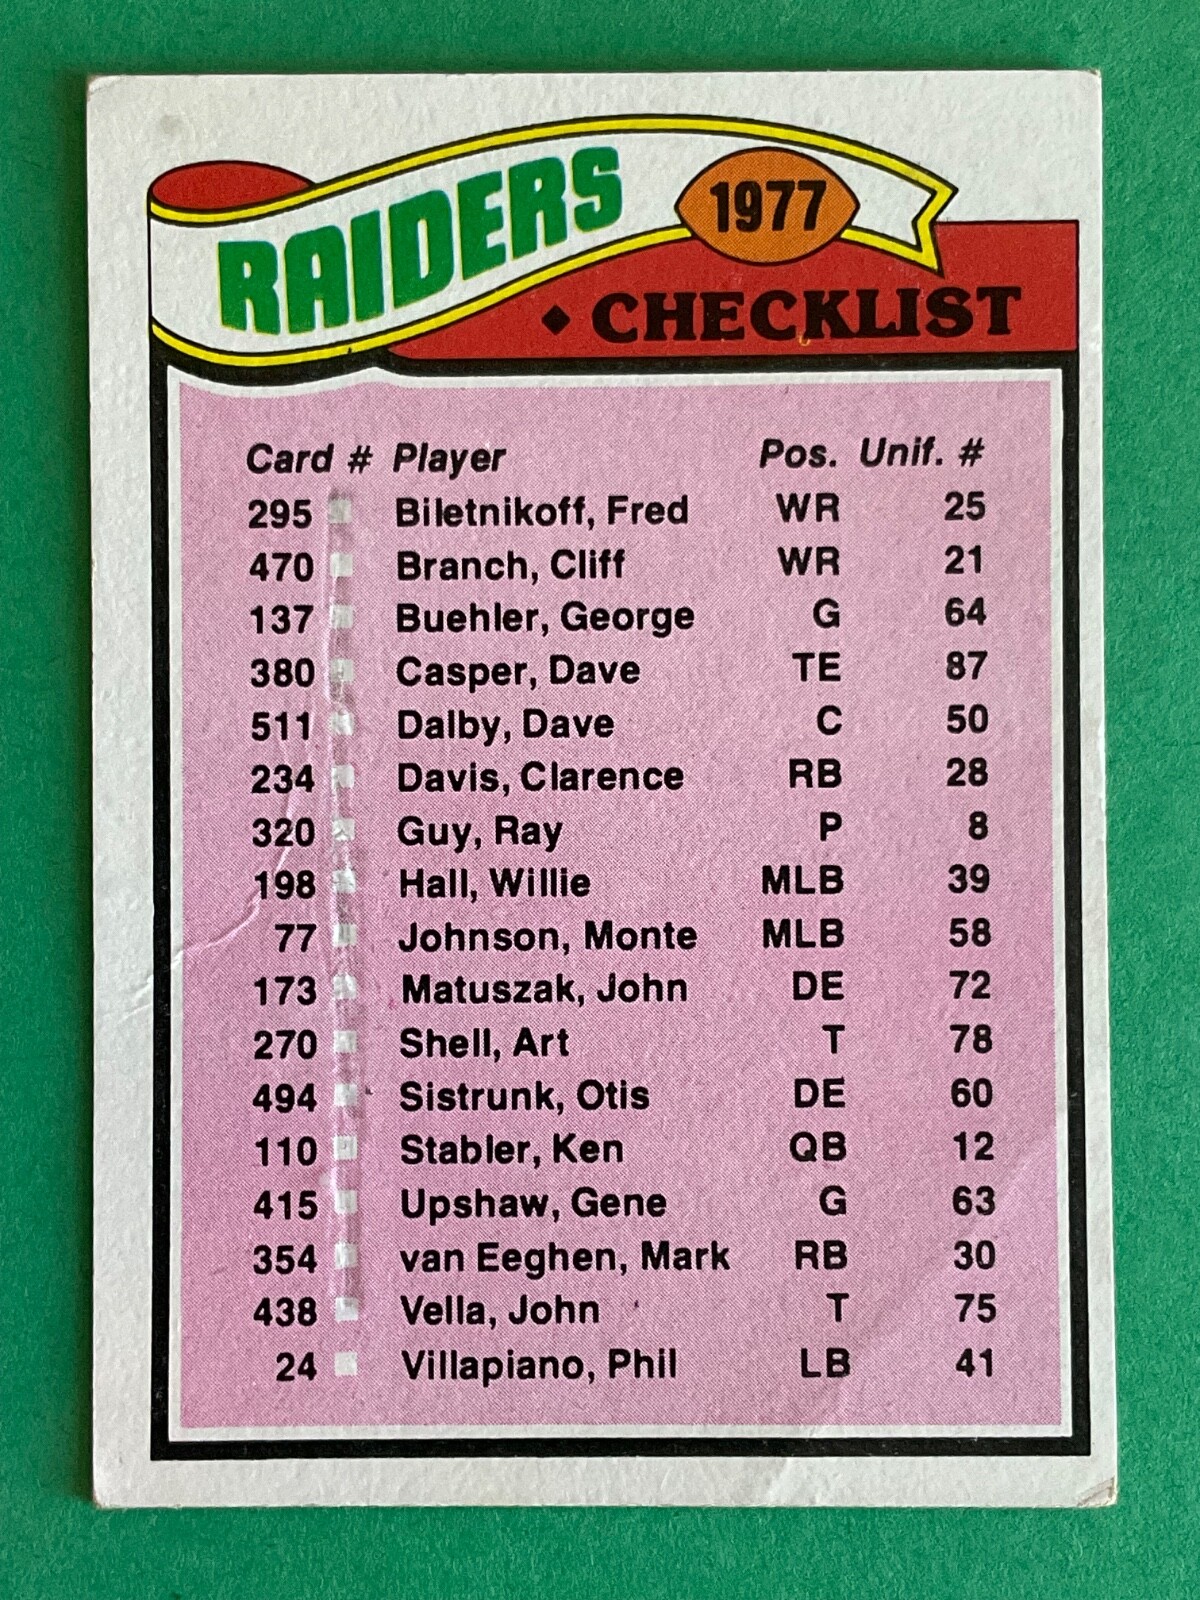 RAIDERS
1977
♦ CHECKLIST
Card # Player Pos. Unif. #
295 Biletnikoff, Fred WR 25
470 Branch, Cliff WR 21
137 Buehler, George G 64
380 Casper, Dave TE 87
511 Dalby, Dave C 50
234 Davis, Clarence RB 28
320 Guy, Ray P 8
198 Hall, Willie MLB 39
77 Johnson, Monte MLB 58
173 Matuszak, John DE 72
270 Shell, Art T 78
494 Sistrunk, Otis DE 60
110 Stabler, Ken QB 12
415 Upshaw, Gene G 63
354 van Eeghen, Mark RB 30
438 Vella, John T 75
24 Villapiano, Phil LB 41